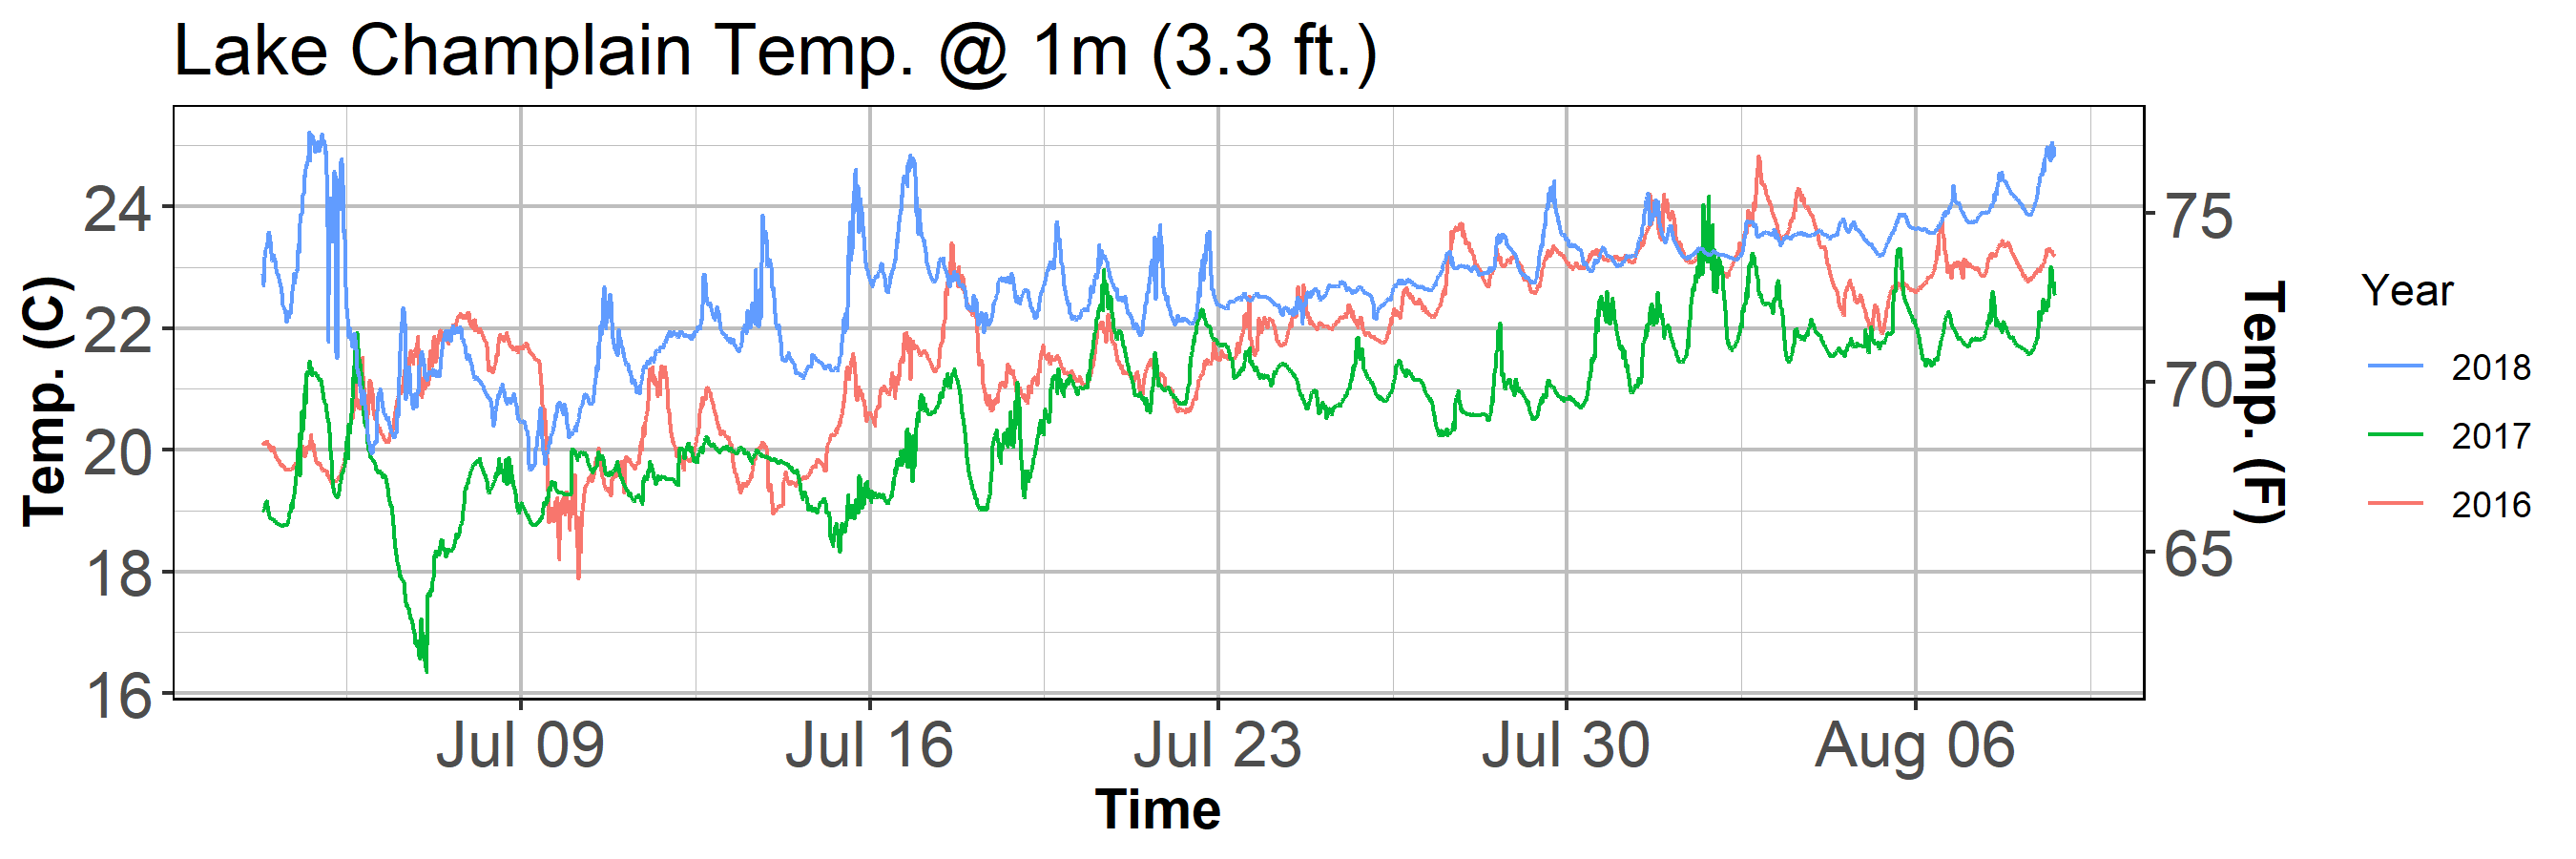 Lake Champlain Temp. @ 1m (3.3 ft.)
Temp. (C)
24
22
20
18
16
75
70
65
Temp. (F)
Jul 09
Jul 16
Jul 23
Jul 30
Aug 06
Time
Year
2018
2017
2016